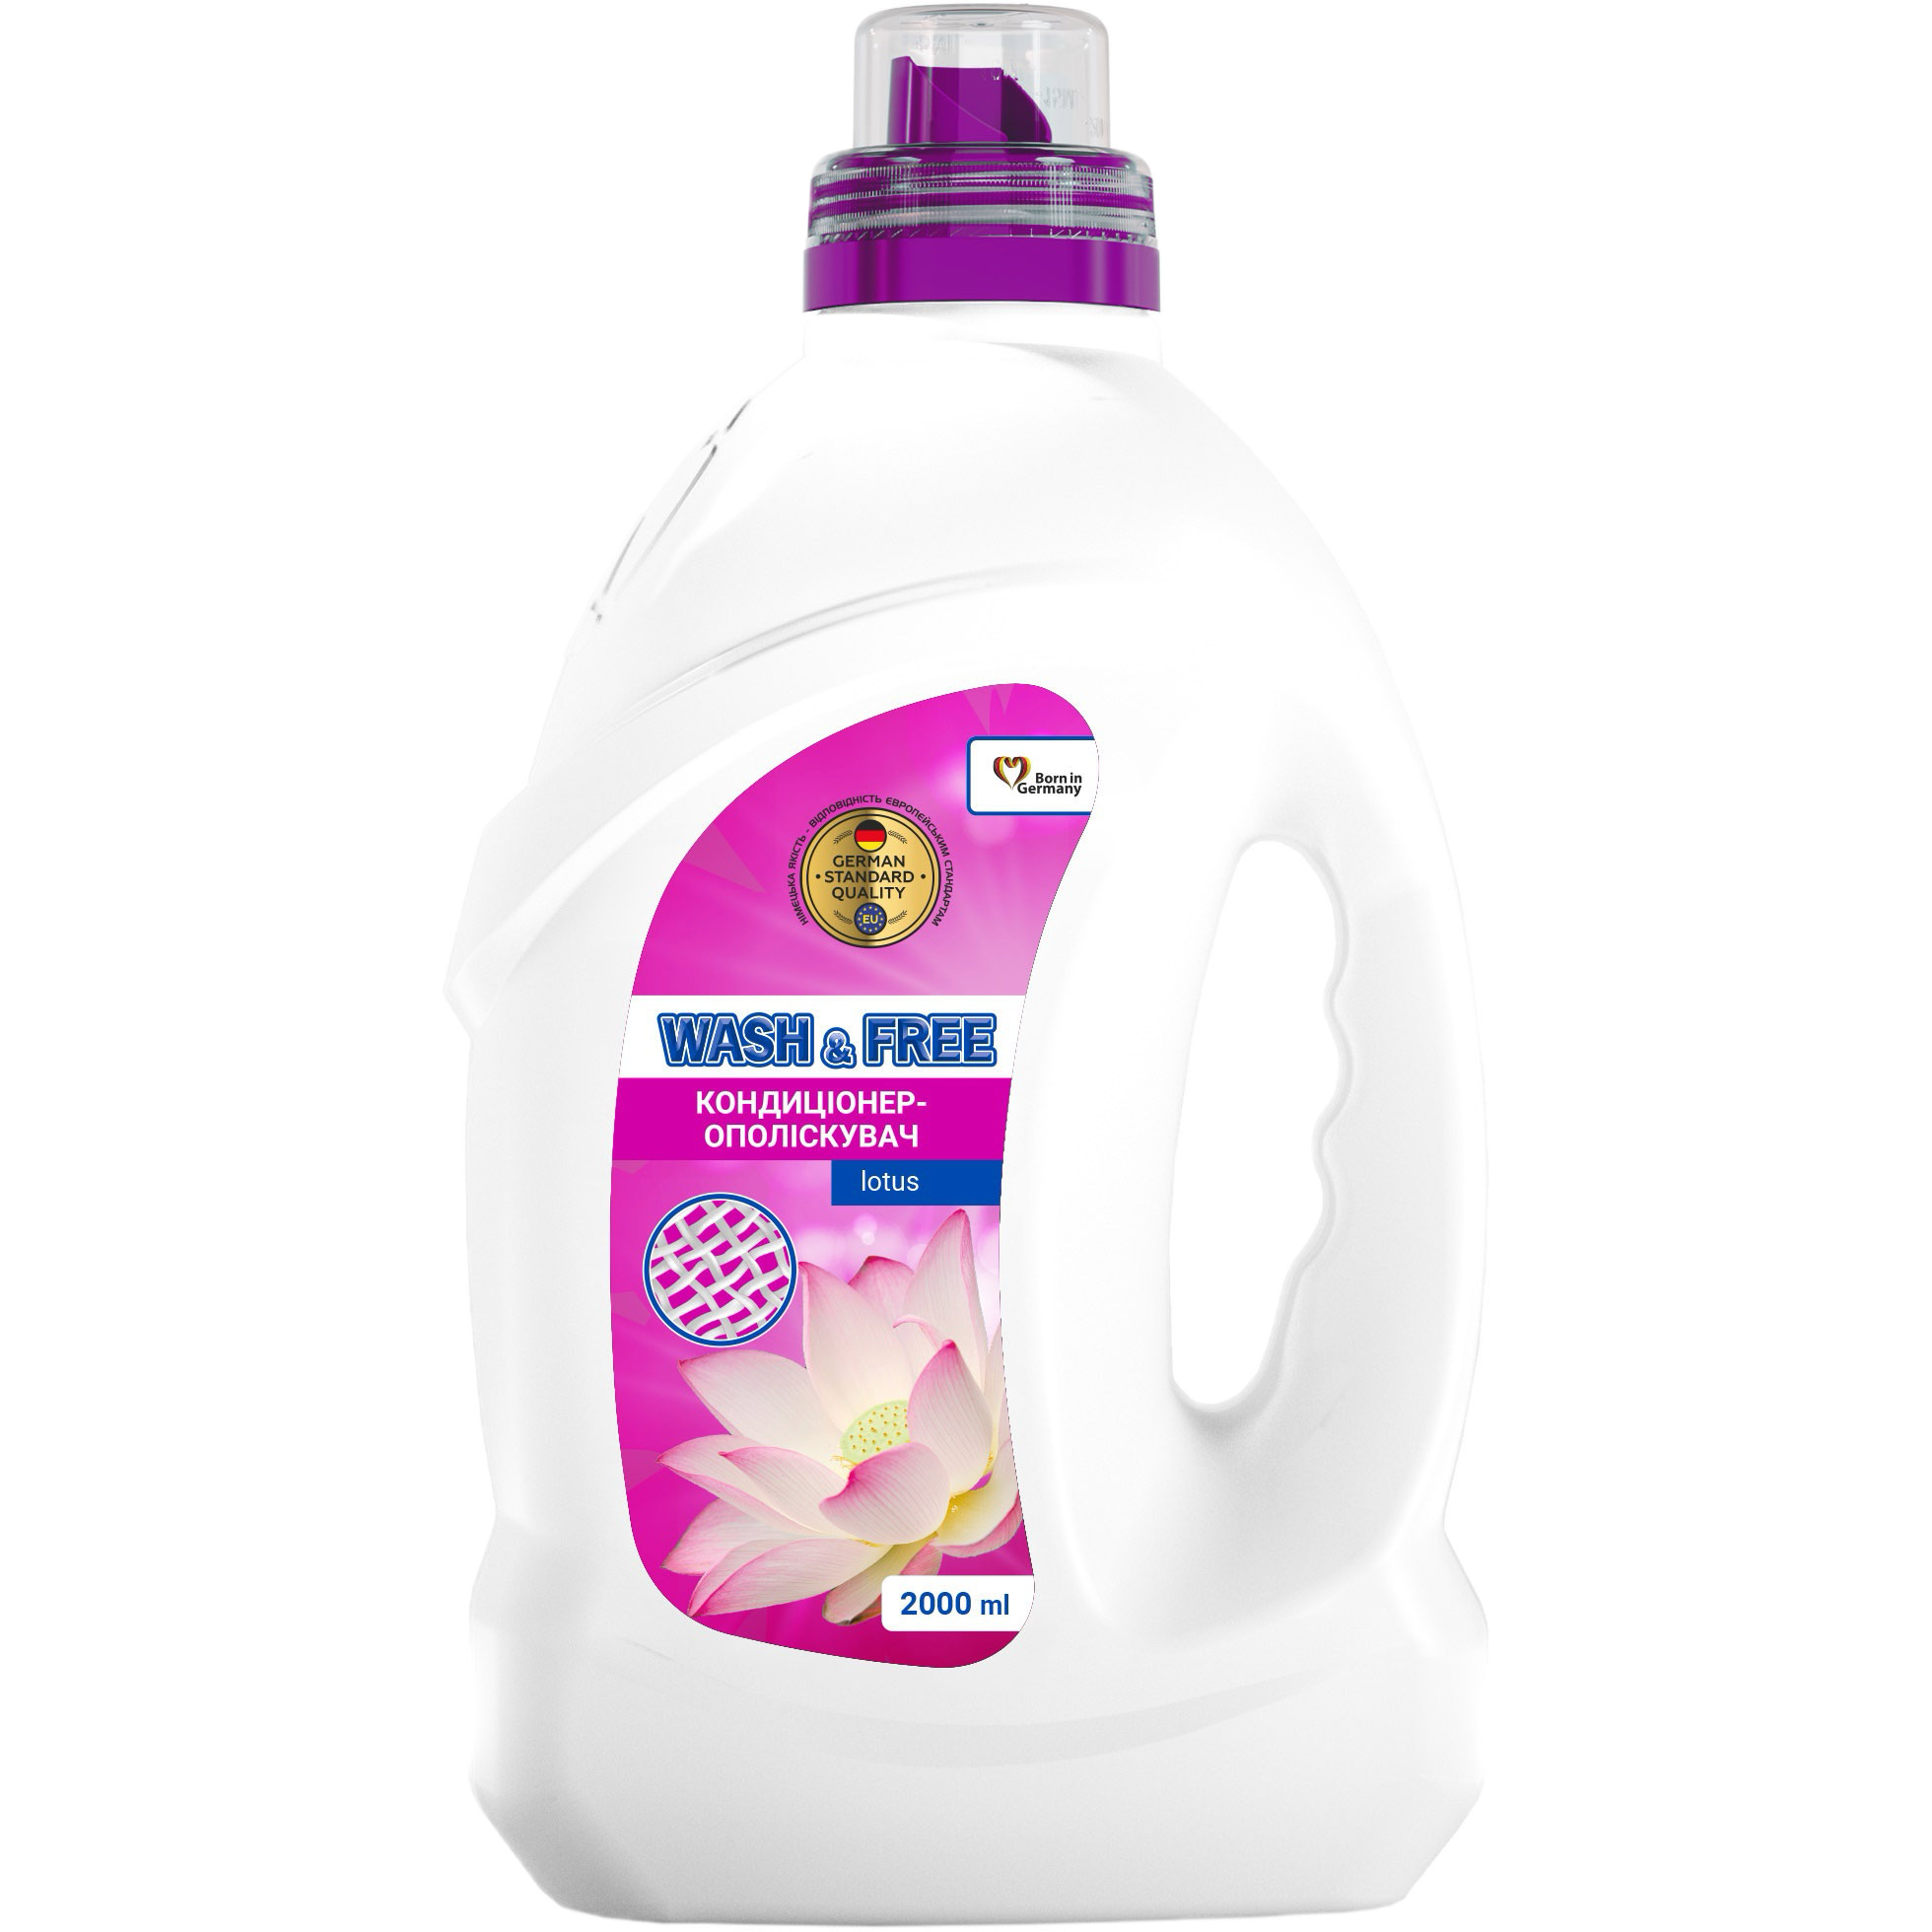 Born in
Germany
НІМЕЦЬКА ЯКІСТЬ - ВІДПОВІДНІСТЬ ЄВРОПЕЙСЬКИМ СТАНДАРТАМ
GERMAN
• STANDARD •
QUALITY
EU
WASH & FREE
КОНДИЦІОНЕР-
ОПОЛІСКУВАЧ
lotus
2000 ml